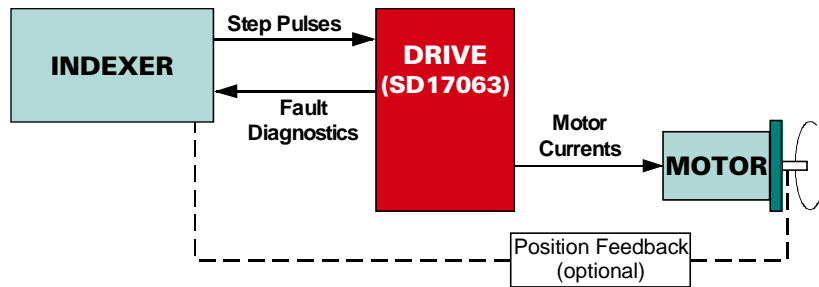 INDEXER
Step Pulses
DRIVE
(SD17063)
Fault
Diagnostics
Motor
Currents
MOTOR
Position Feedback
(optional)